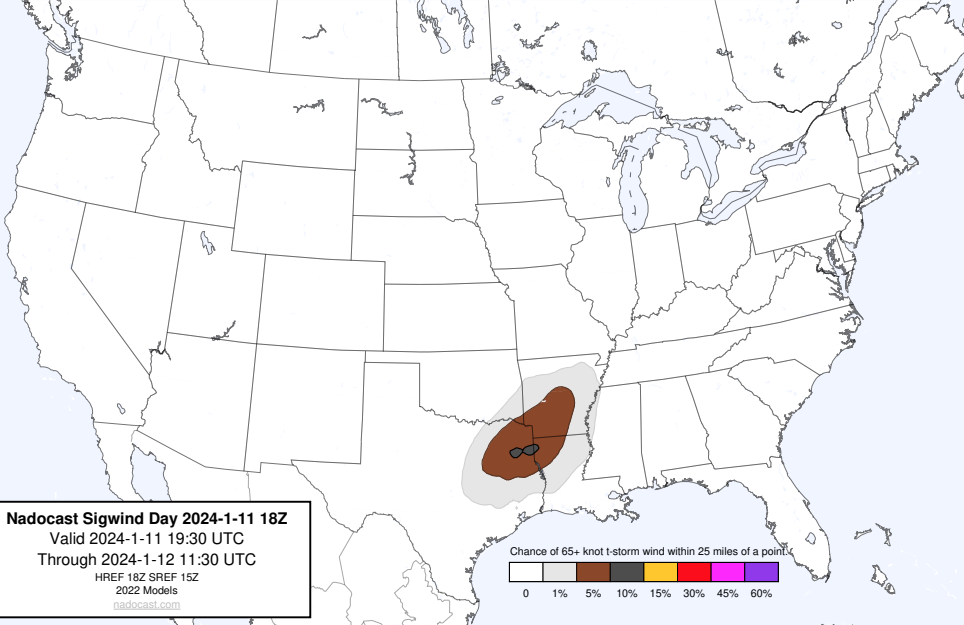 Nadocast Sigwind Day 2024-1-11 18Z
Valid 2024-1-11 19:30 UTC
Through 2024-1-12 11:30 UTC
HREF 18Z SREF 15Z
2022 Models
nadocast.com
Chance of 65+ knot t-storm wind within 25 miles of a point.
0 1% 5% 10% 15% 30% 45% 60%